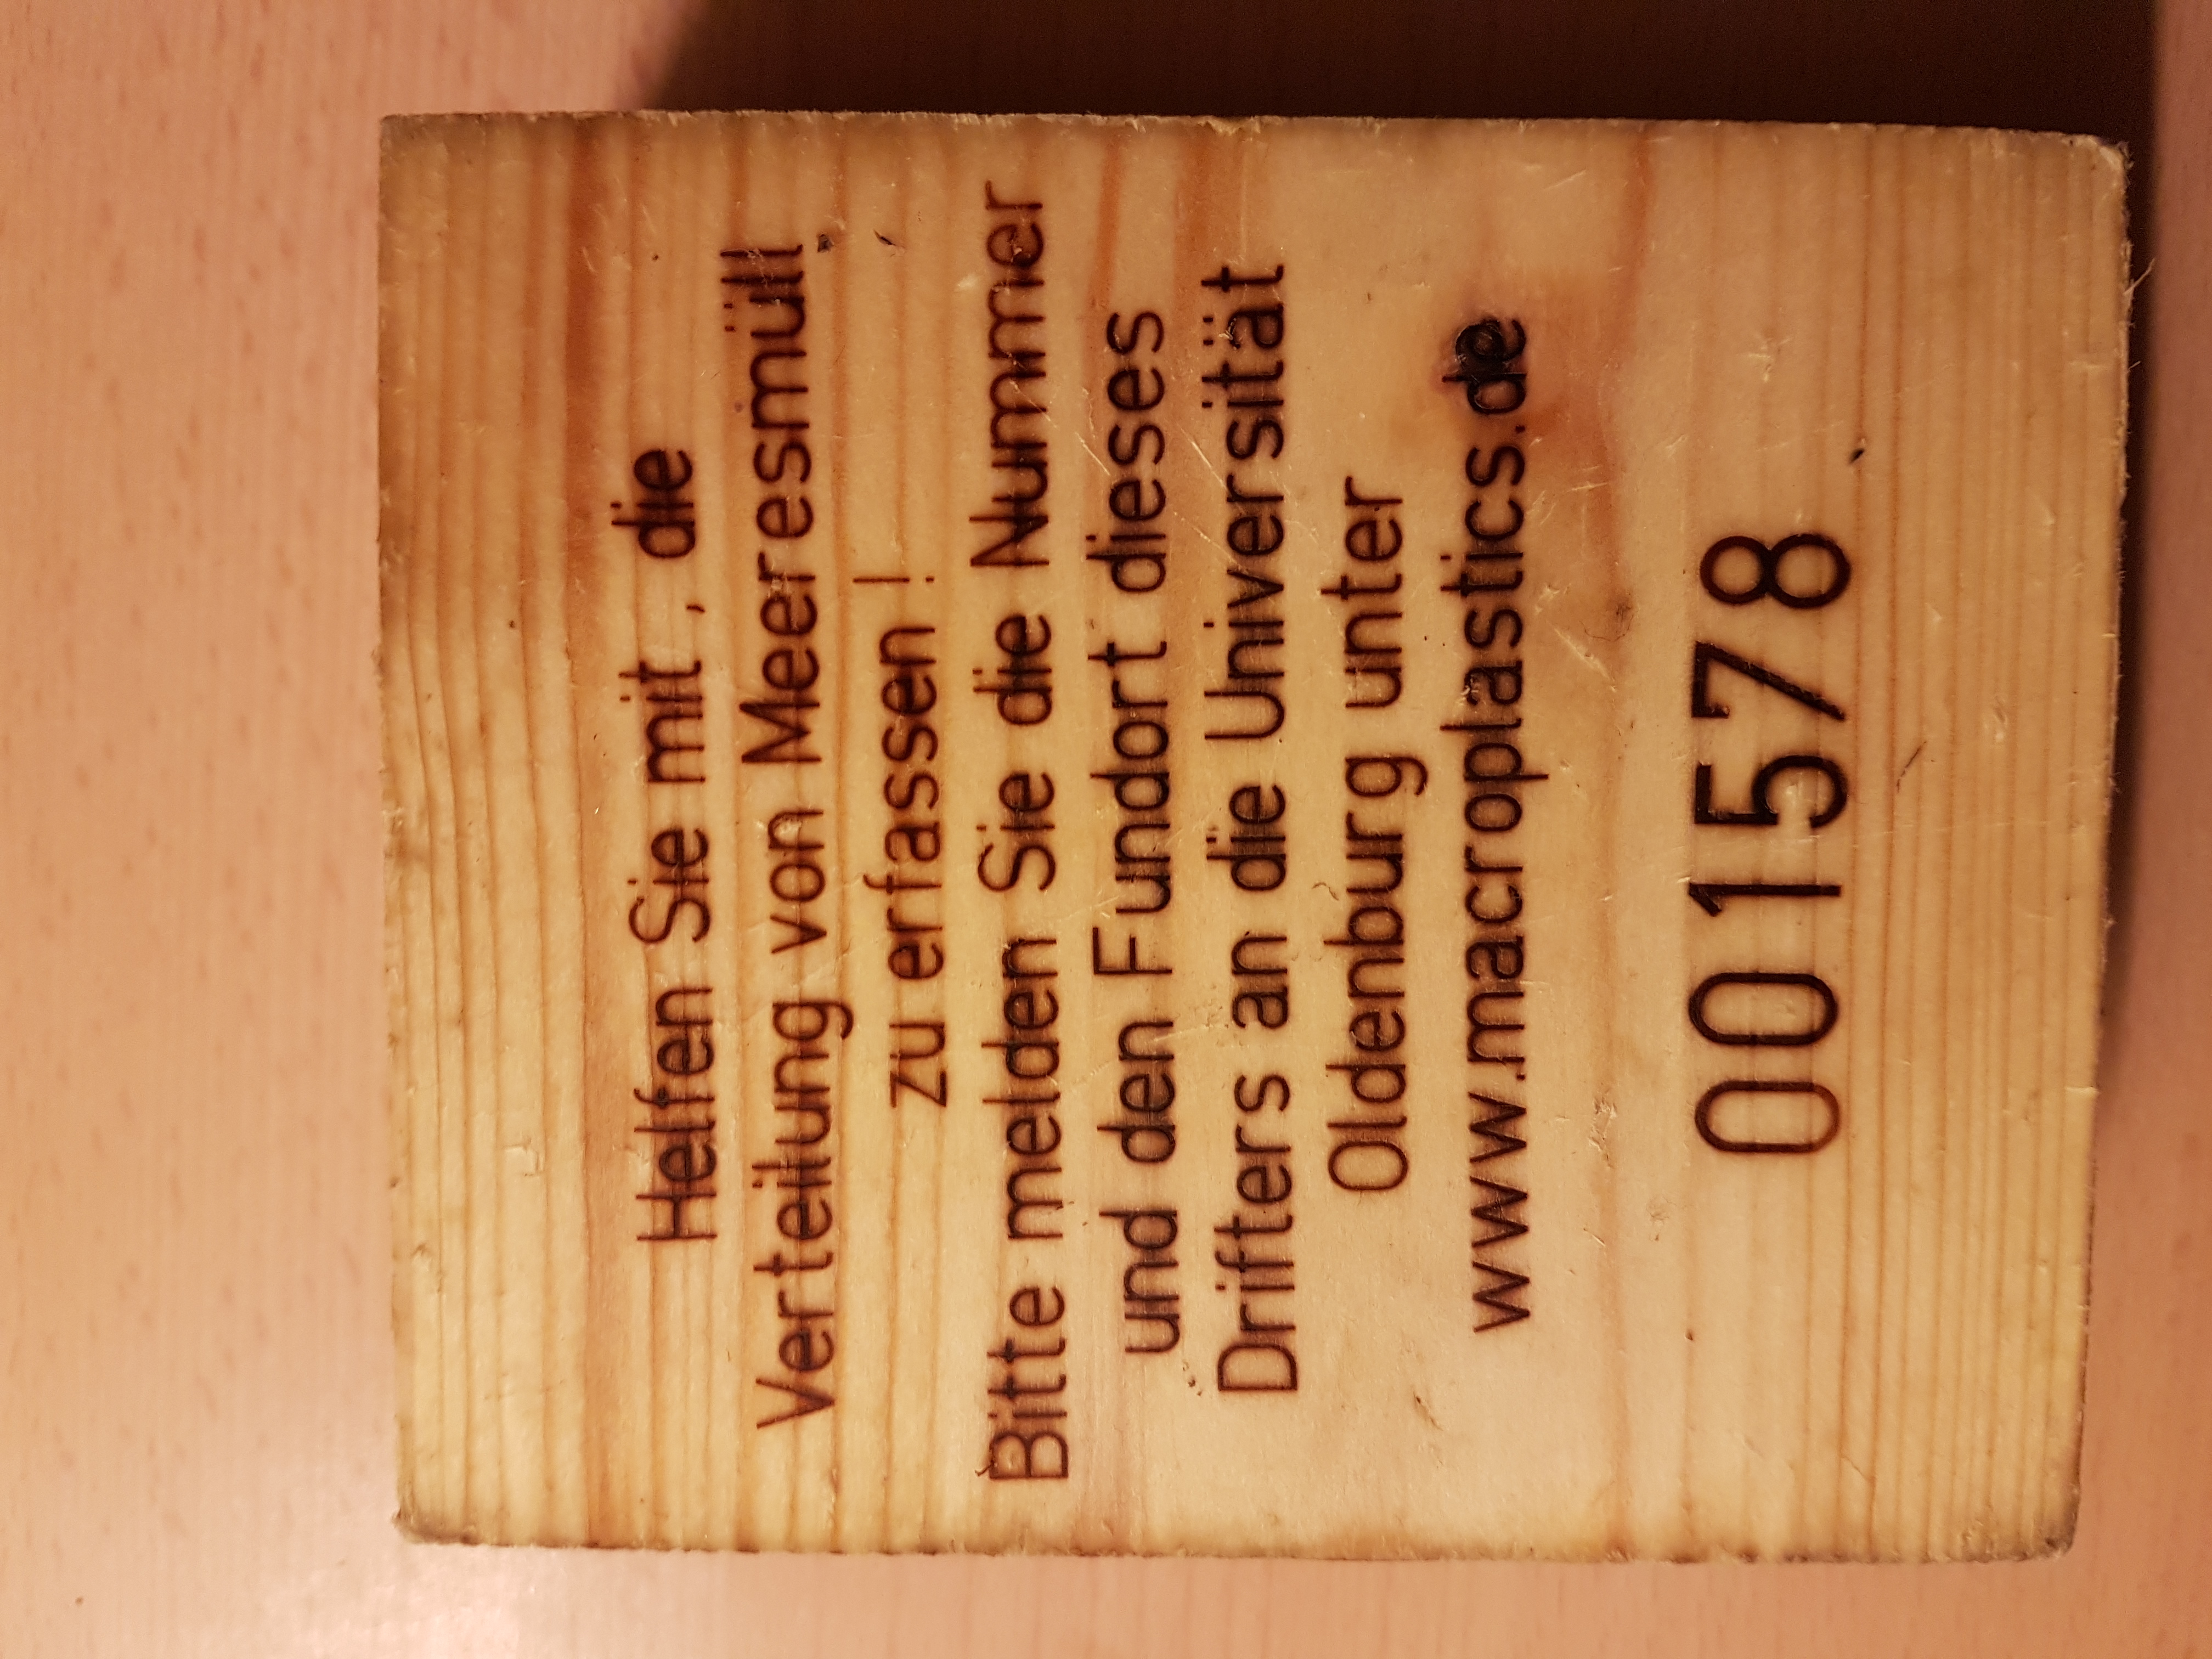 Helfen Sie mit, die
Verteilung von Meeresmüll
zu erfassen!
Bitte melden Sie die Nummer
und den Fundort dieses
Drifters an die Universität
Oldenburg unter
www.macroplastics.de
001578